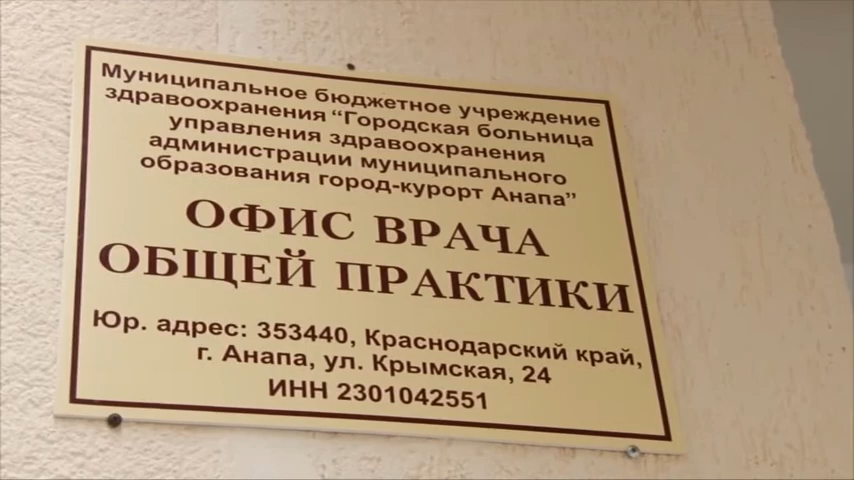 Муниципальное бюджетное учреждение
здравоохранения "Городская больница
управления здравоохранения
администрации муниципального
образования город-курорт Анапа"
ОФИС ВРАЧА
ОБЩЕЙ ПРАКТИКИ
Юр. адрес: 353440, Краснодарский край,
г. Анапа, ул. Крымская, 24
ИНН 2301042551